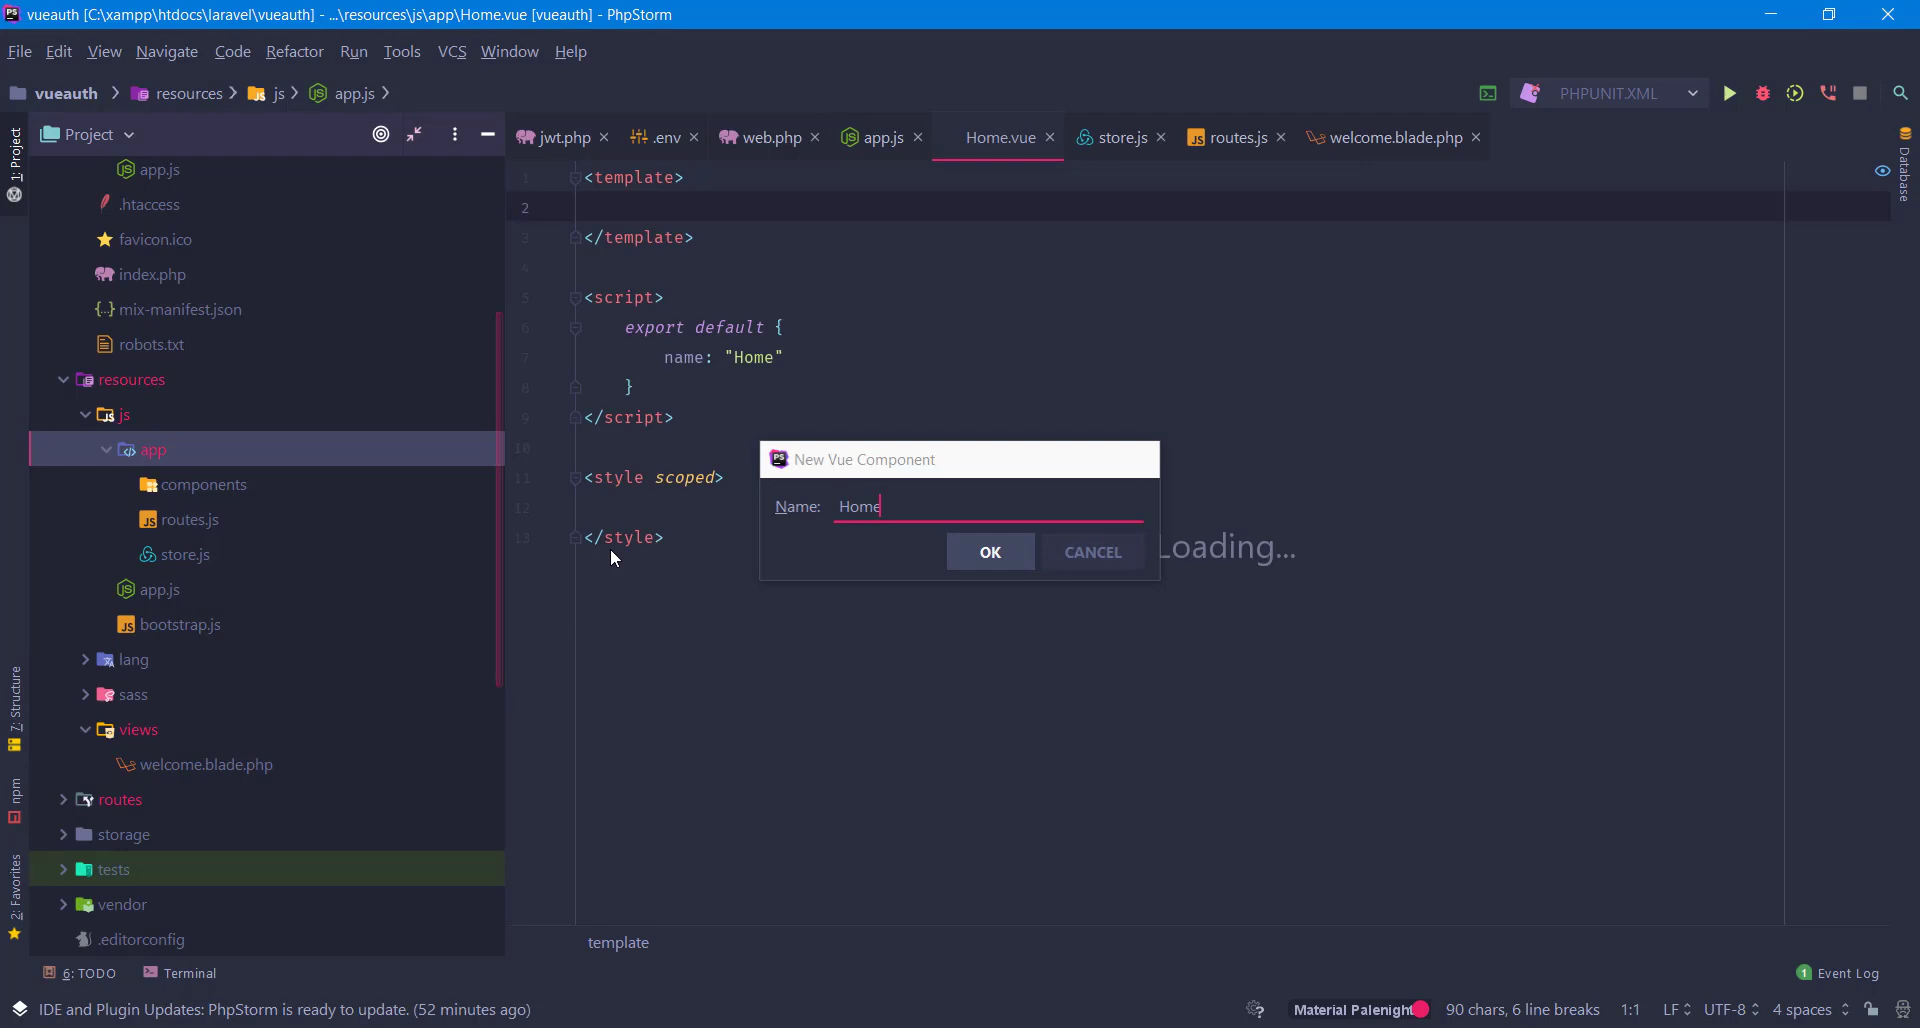 vueauth [C:\xampp\htdocs\laravel\vueauth] - ...\resources\js\app\Home.vue [vueauth] - PhpStorm
File Edit View Navigate Code Refactor Run Tools VCS Window Help
vueauth resources js app.js PHPUNIT.XML
1: Project
Project
jwt.php .env web.php app.js Home.vue store.js routes.js welcome.blade.php
Database
app.js
.htaccess
favicon.ico
index.php
mix-manifest.json
robots.txt
resources
js
app
components
routes.js
store.js
app.js
bootstrap.js
lang
sass
views
welcome.blade.php
routes
storage
tests
vendor
.editorconfig
7: Structure
npm
2: Favorites
1 <template>
2
3 </template>
4
5 <script>
6 export default {
7 name: "Home"
8 }
9 </script>
10
11 <style scoped>
12
13 </style>
New Vue Component
Name: Home
OK CANCEL
Loading...
template
6: TODO Terminal
1 Event Log
IDE and Plugin Updates: PhpStorm is ready to update. (52 minutes ago)
Material Palenight 90 chars, 6 line breaks 1:1 LF UTF-8 4 spaces